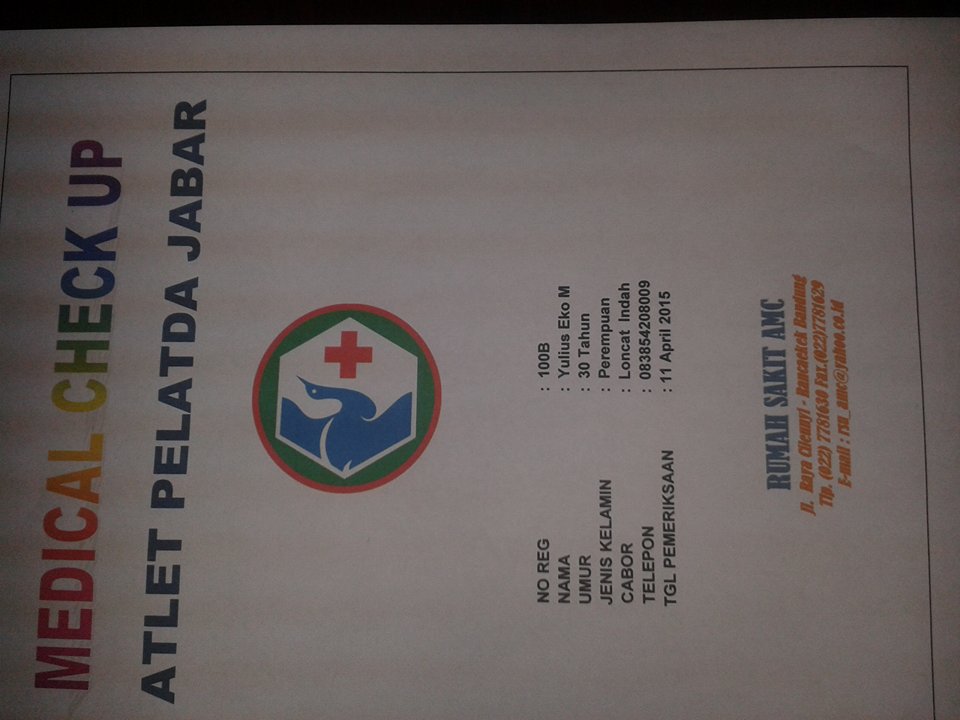 MEDICAL CHECK UP
ATLET PELATDA JABAR
NO REG : 100B
NAMA : Yulius Eko M
UMUR : 30 Tahun
JENIS KELAMIN : Perempuan
CABOR : Loncat Indah
TELEPON : 083854208009
TGL PEMERIKSAAN : 11 April 2015
RUMAH SAKIT AMC
Jl. Raya Cileunyi - Rancaekek Bandung
Tlp. (022) 7781630 Fax.(022)7781629
E-mail : rsu_amc@yahoo.co.id